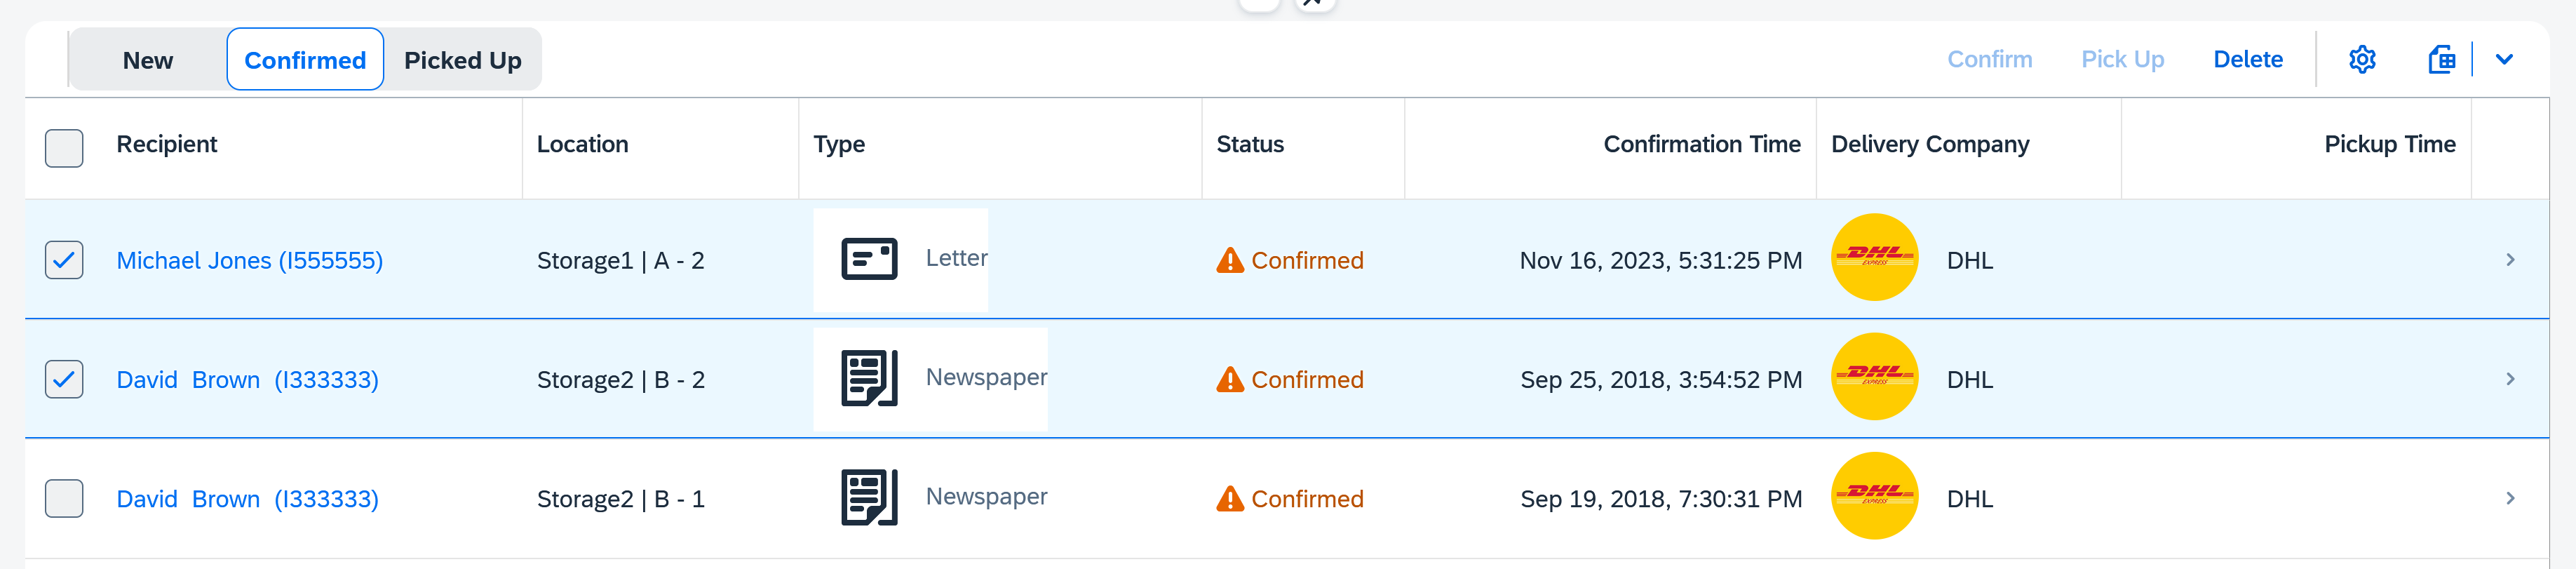 New Confirmed Picked Up Confirm Pick Up Delete
Recipient Location Type Status Confirmation Time Delivery Company Pickup Time
Michael Jones (I555555) Storage1 | A - 2 Letter Confirmed Nov 16, 2023, 5:31:25 PM DHL EXPRESS DHL
David Brown (I333333) Storage2 | B - 2 Newspaper Confirmed Sep 25, 2018, 3:54:52 PM DHL EXPRESS DHL
David Brown (I333333) Storage2 | B - 1 Newspaper Confirmed Sep 19, 2018, 7:30:31 PM DHL EXPRESS DHL